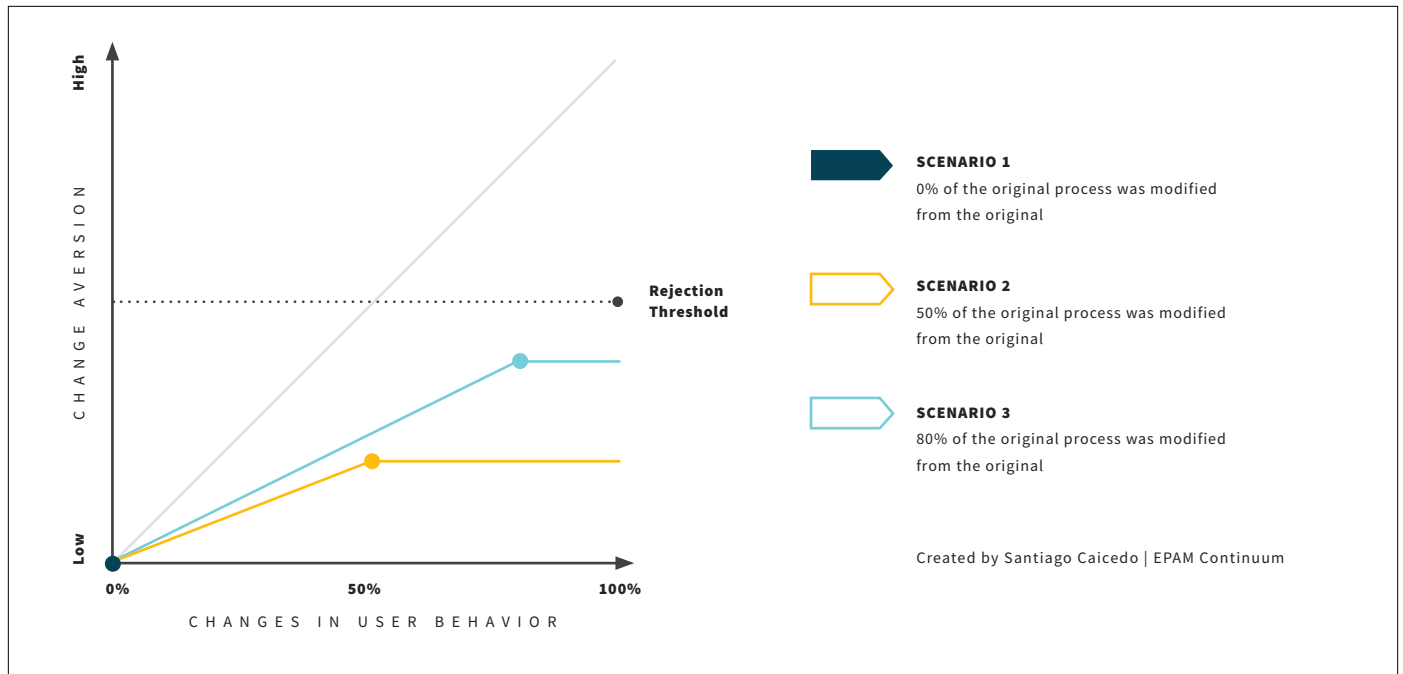 High
CHANGE AVERSION
Low
0%
50%
100%
CHANGES IN USER BEHAVIOR
Rejection
Threshold
SCENARIO 1
0% of the original process was modified
from the original
SCENARIO 2
50% of the original process was modified
from the original
SCENARIO 3
80% of the original process was modified
from the original
Created by Santiago Caicedo | EPAM Continuum